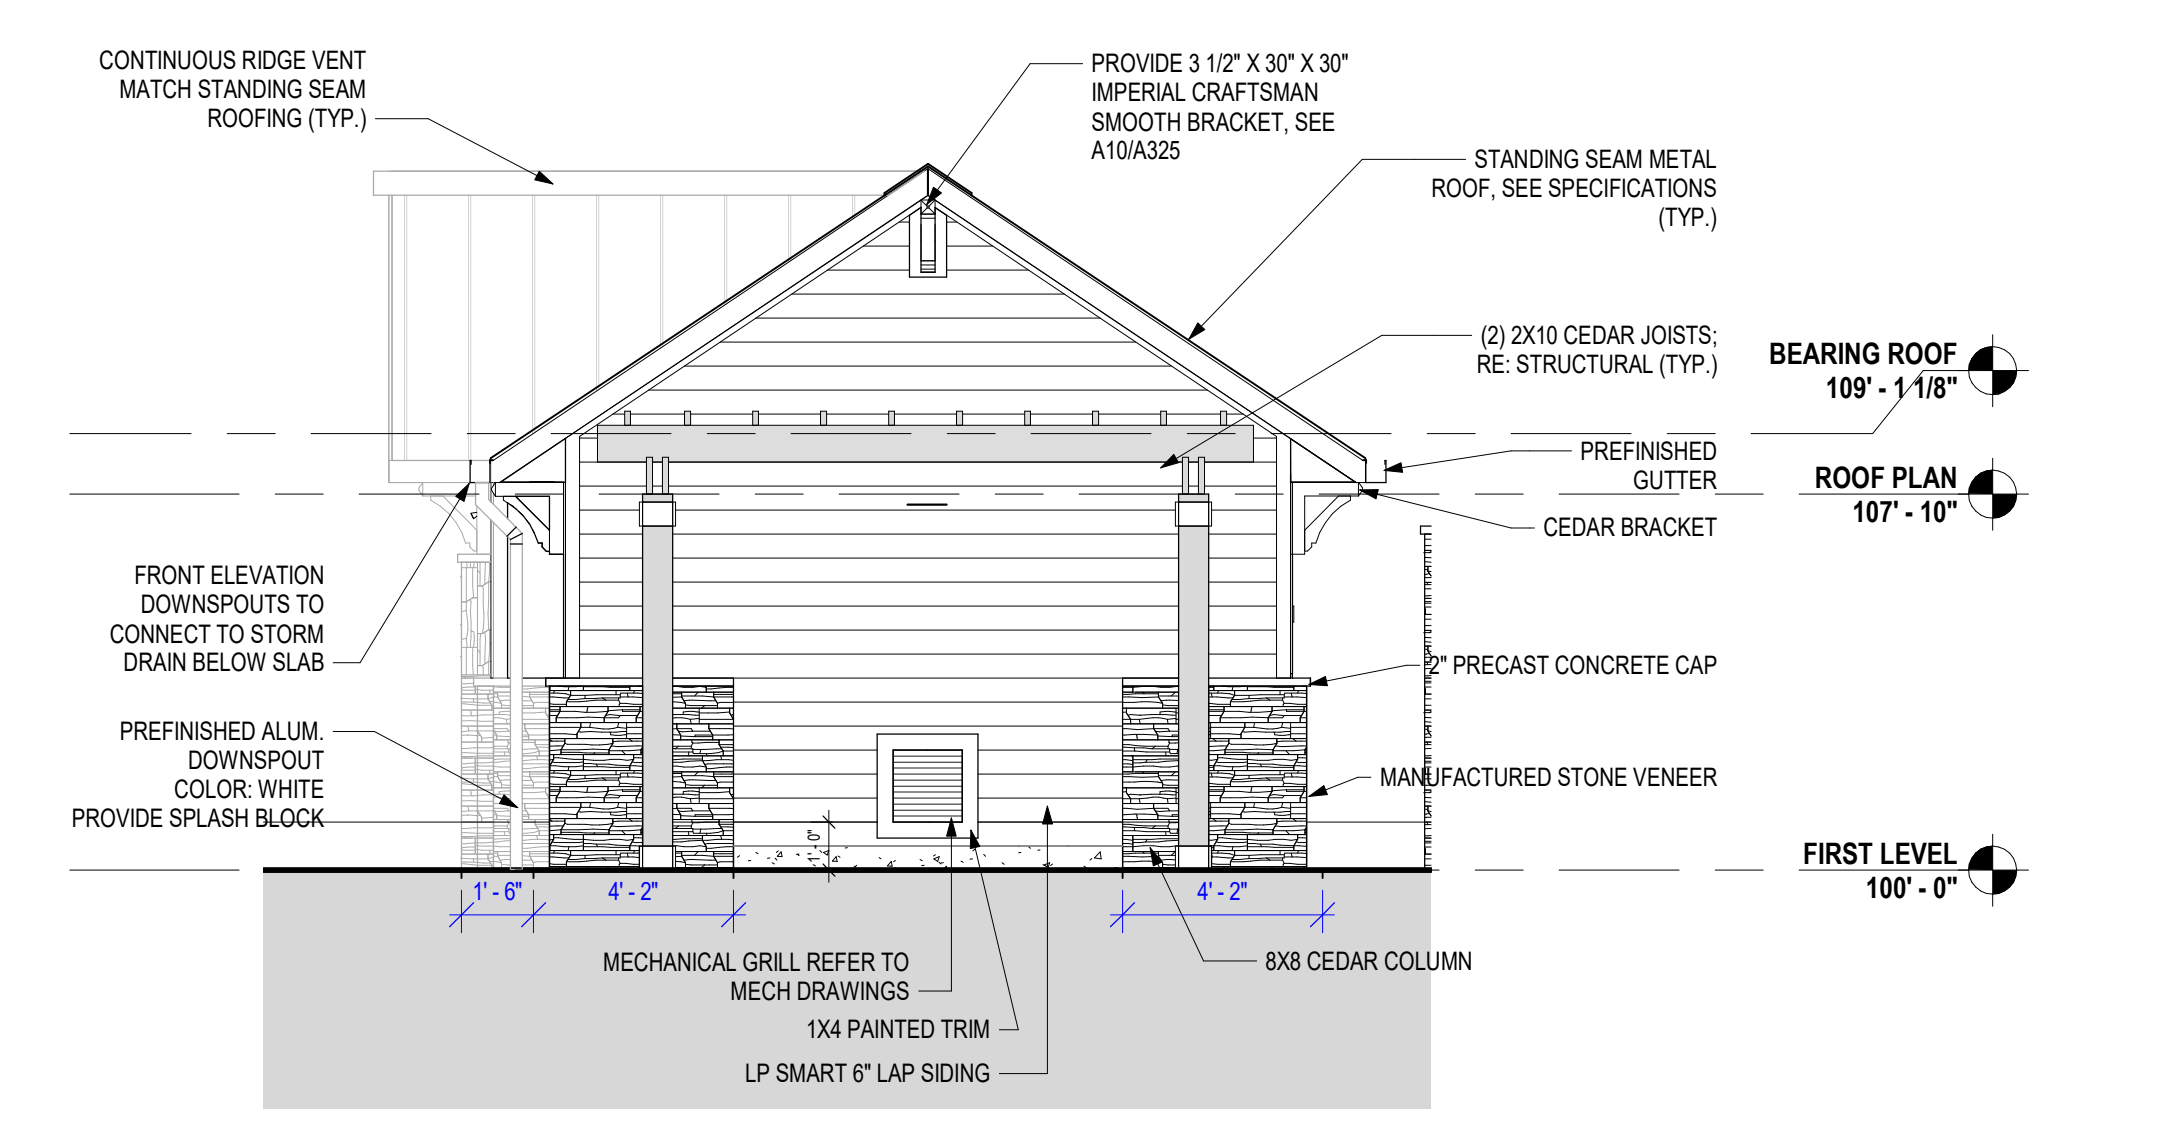 CONTINUOUS RIDGE VENT
MATCH STANDING SEAM
ROOFING (TYP.)
PROVIDE 3 1/2" X 30" X 30"
IMPERIAL CRAFTSMAN
SMOOTH BRACKET, SEE
A10/A325
STANDING SEAM METAL
ROOF, SEE SPECIFICATIONS
(TYP.)
(2) 2X10 CEDAR JOISTS;
RE: STRUCTURAL (TYP.)
BEARING ROOF
109' - 1 1/8"
PREFINISHED
GUTTER
ROOF PLAN
107' - 10"
CEDAR BRACKET
FRONT ELEVATION
DOWNSPOUTS TO
CONNECT TO STORM
DRAIN BELOW SLAB
2" PRECAST CONCRETE CAP
PREFINISHED ALUM.
DOWNSPOUT
COLOR: WHITE
PROVIDE SPLASH BLOCK
MANUFACTURED STONE VENEER
1' - 0"
FIRST LEVEL
100' - 0"
1' - 6"
4' - 2"
4' - 2"
MECHANICAL GRILL REFER TO
MECH DRAWINGS
8X8 CEDAR COLUMN
1X4 PAINTED TRIM
LP SMART 6" LAP SIDING